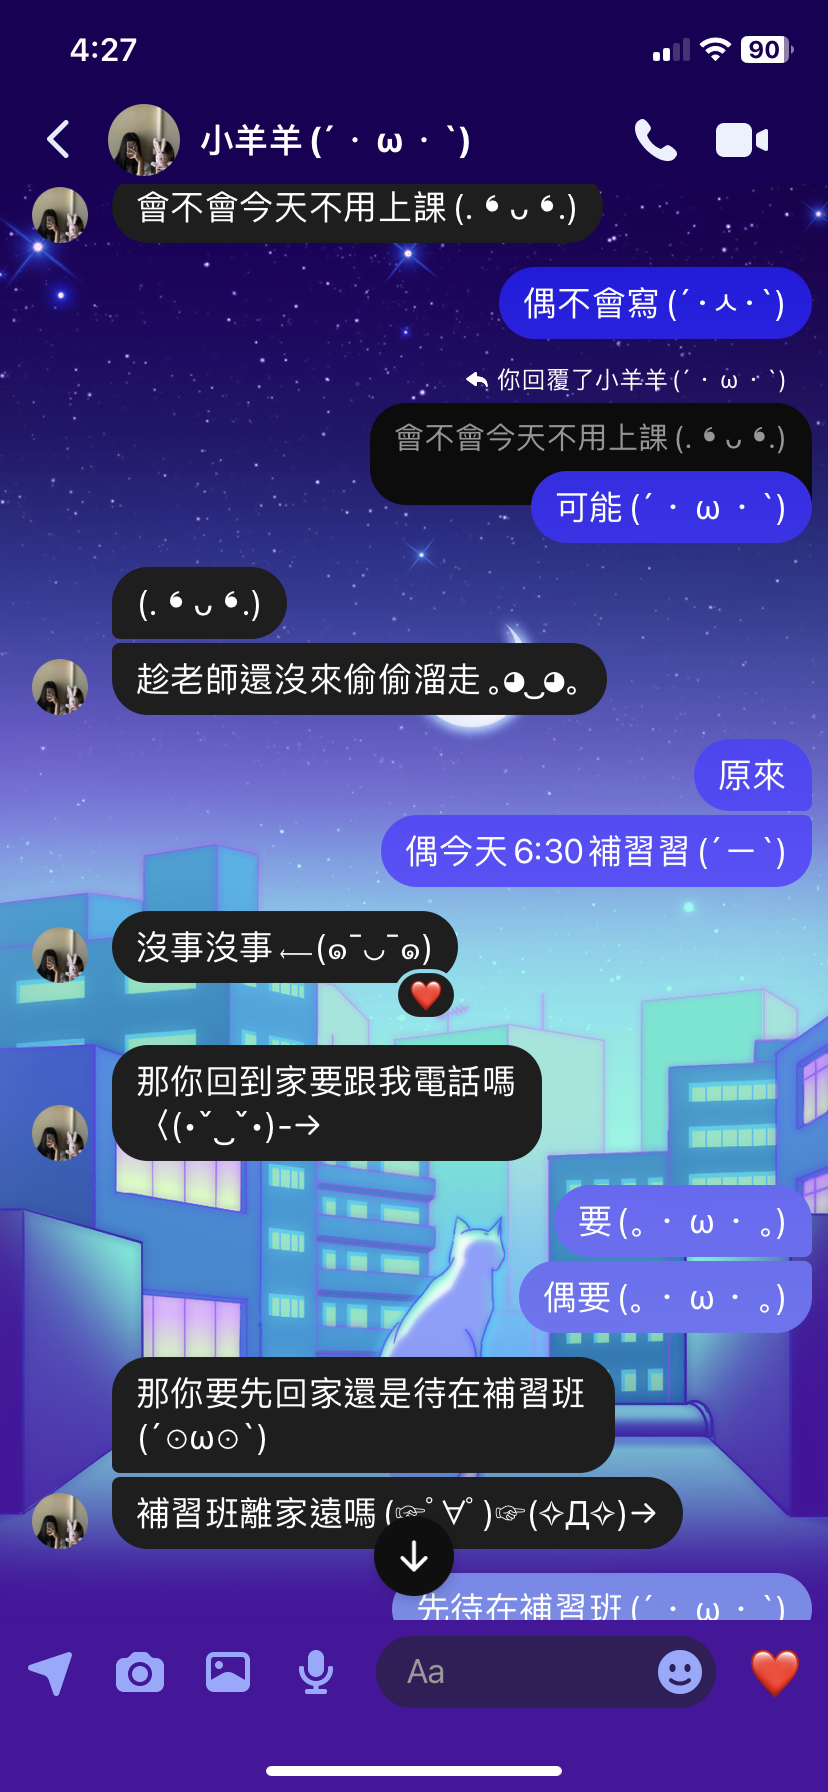 4:27
90
小羊羊 (´・ω・`)
會不會今天不用上課 (. ❛ ᴗ ❛.)
偶不會寫 (´･ㅅ･`)
你回覆了小羊羊 (´・ω・`)
會不會今天不用上課 (. ❛ ᴗ ❛.)
可能 (´・ω・`)
(. ❛ ᴗ ❛.)
趁老師還沒來偷偷溜走 ｡◕‿◕｡
原來
偶今天 6:30 補習習 (´ー`)
沒事沒事 ⟵(๑¯◡¯๑)
那你回到家要跟我電話嗎
〈(•ˇ‿ˇ•)-→
要 (｡・ω・｡)
偶要 (｡・ω・｡)
那你要先回家還是待在補習班
(´⊙ω⊙`)
補習班離家遠嗎 (☞ﾟ∀ﾟ)☞(✧Д✧)→
先待在補習班 (´・ω・`)
Aa